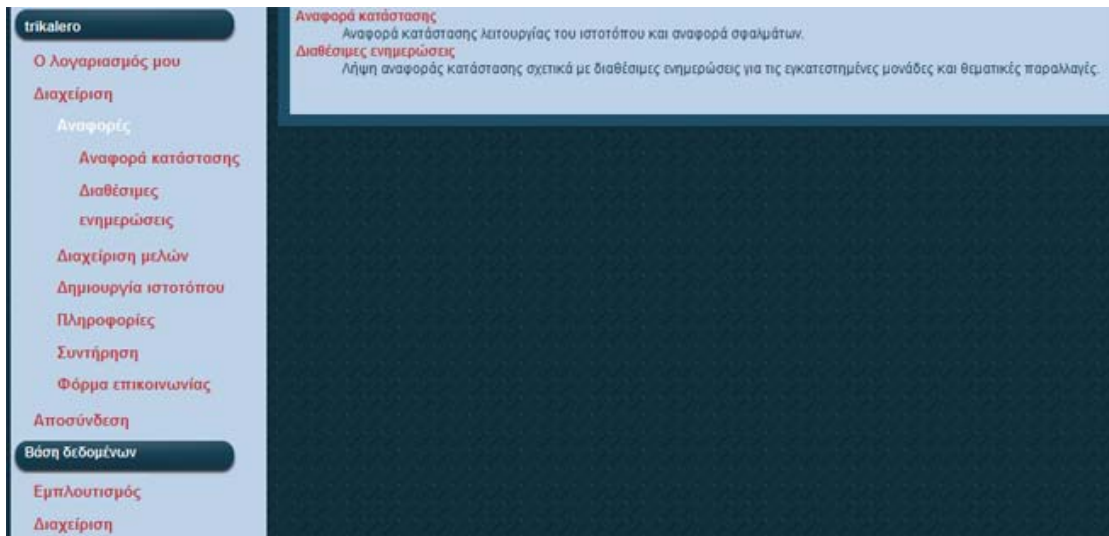 trikalero
Ο λογαριασμός μου
Διαχείριση
Αναφορές
Αναφορά κατάστασης
Διαθέσιμες
ενημερώσεις
Διαχείριση μελών
Δημιουργία ιστοτόπου
Πληροφορίες
Συντήρηση
Φόρμα επικοινωνίας
Αποσύνδεση
Βάση δεδομένων
Εμπλουτισμός
Διαχείριση
Αναφορά κατάστασης
Αναφορά κατάστασης λειτουργίας του ιστοτόπου και αναφορά σφαλμάτων.
Διαθέσιμες ενημερώσεις
Λήψη αναφοράς κατάστασης σχετικά με διαθέσιμες ενημερώσεις για τις εγκατεστημένες μονάδες και θεματικές παραλλαγές.